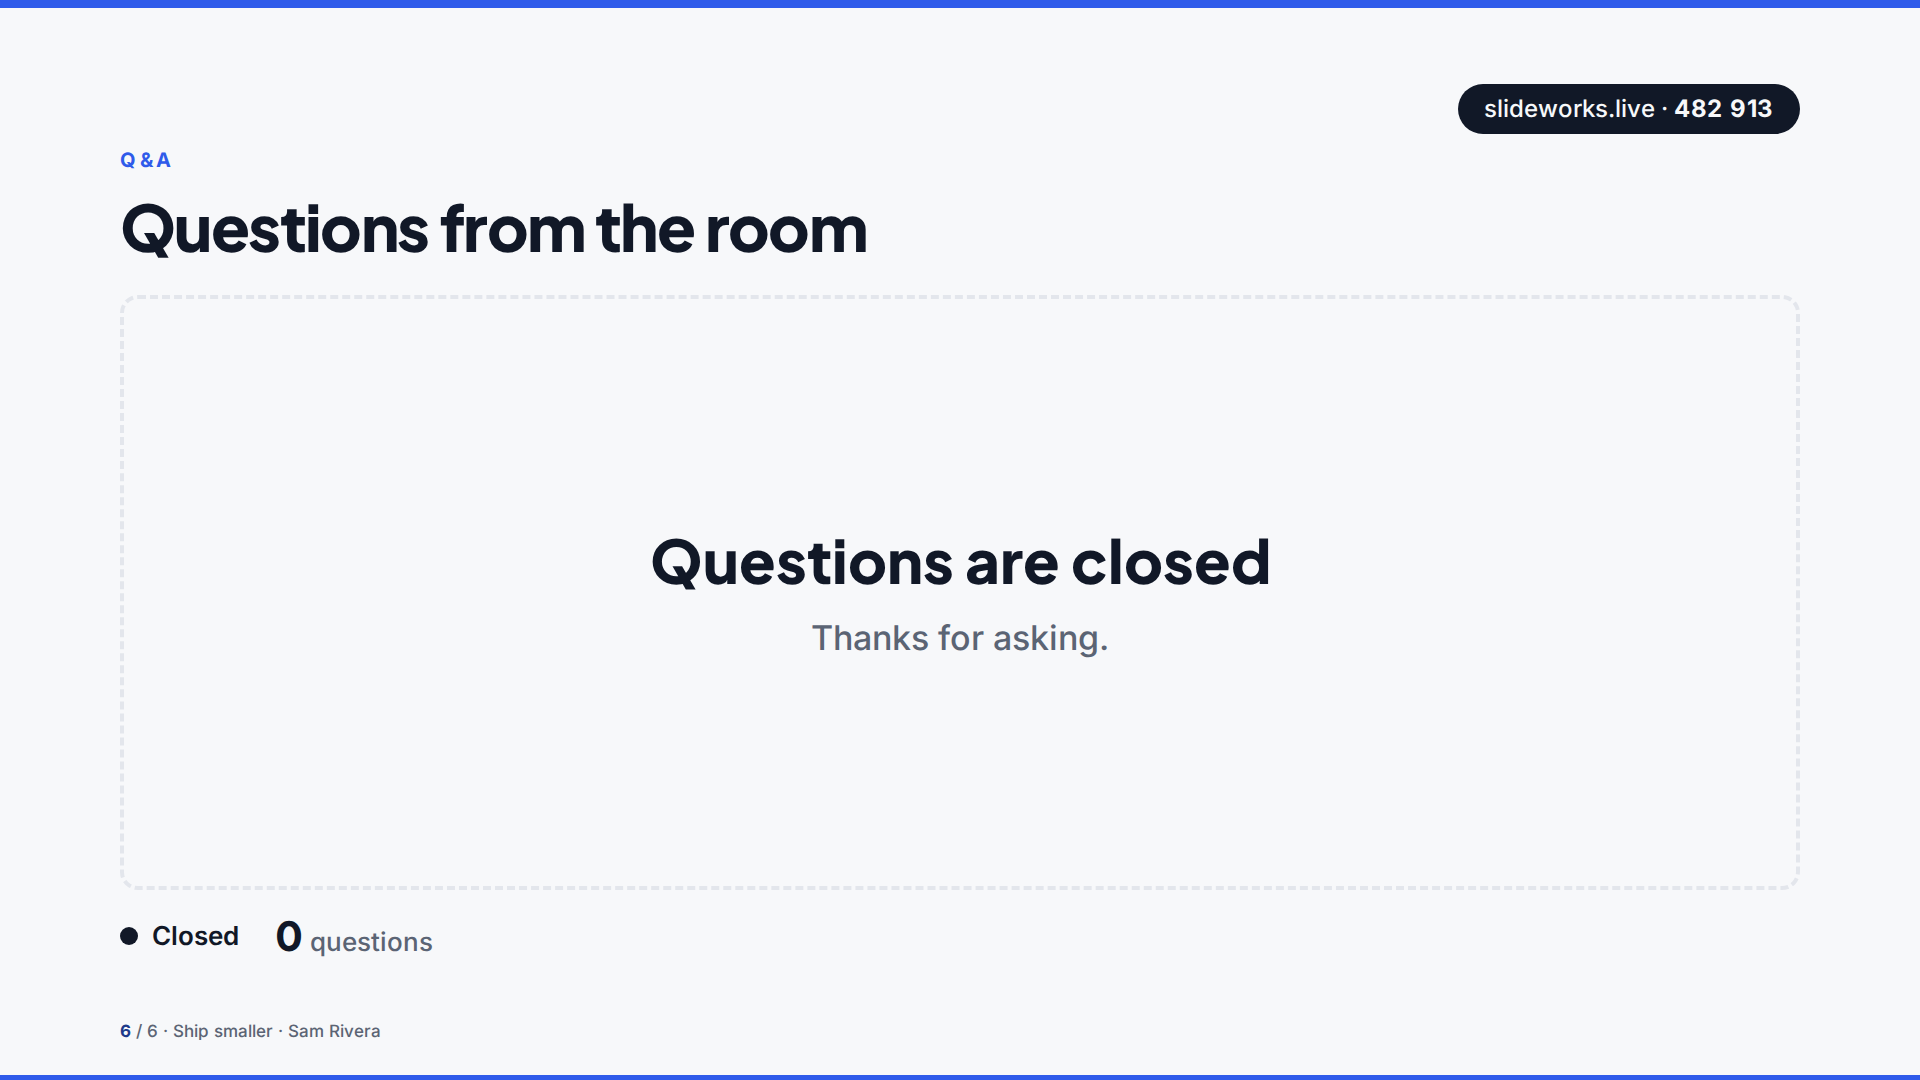 slideworks.live · 482 913
Q & A
Questions from the room
Questions are closed
Thanks for asking.
Closed 0 questions
6 / 6 · Ship smaller · Sam Rivera